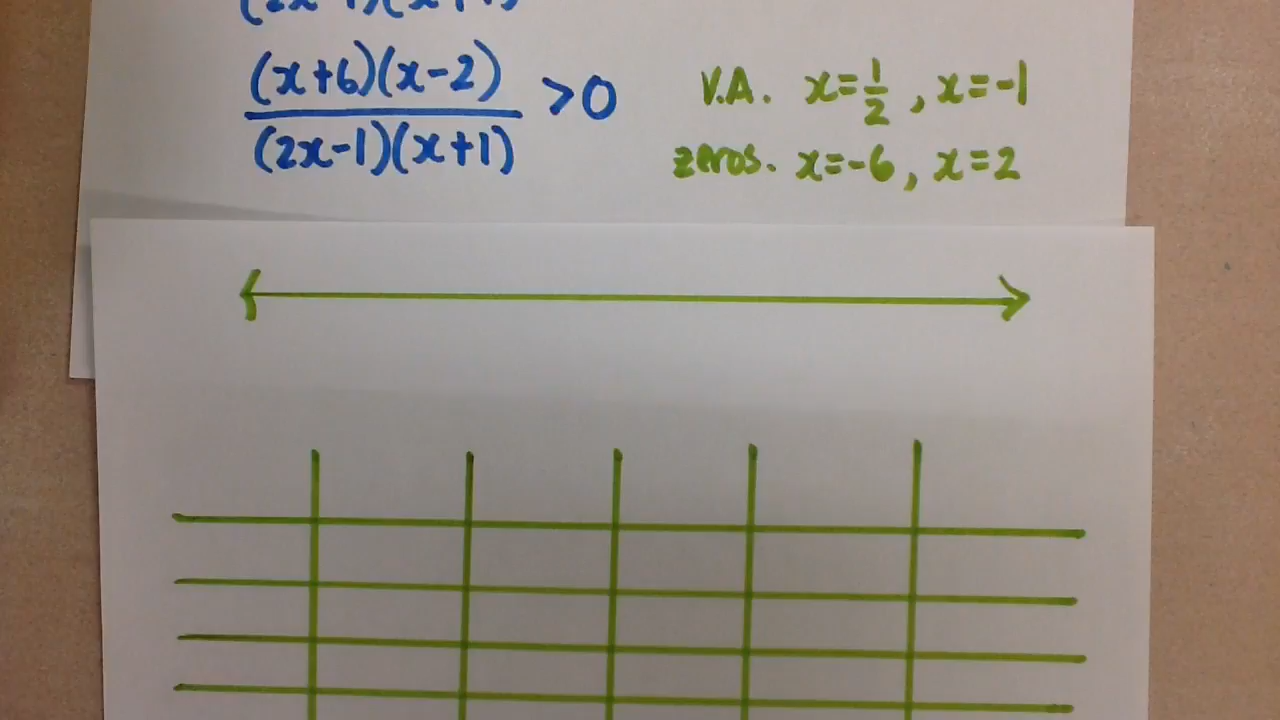 (x+6)(x-2)
(2x-1)(x+1)
>0
V.A. x=1/2, x=-1
zeros. x=-6, x=2